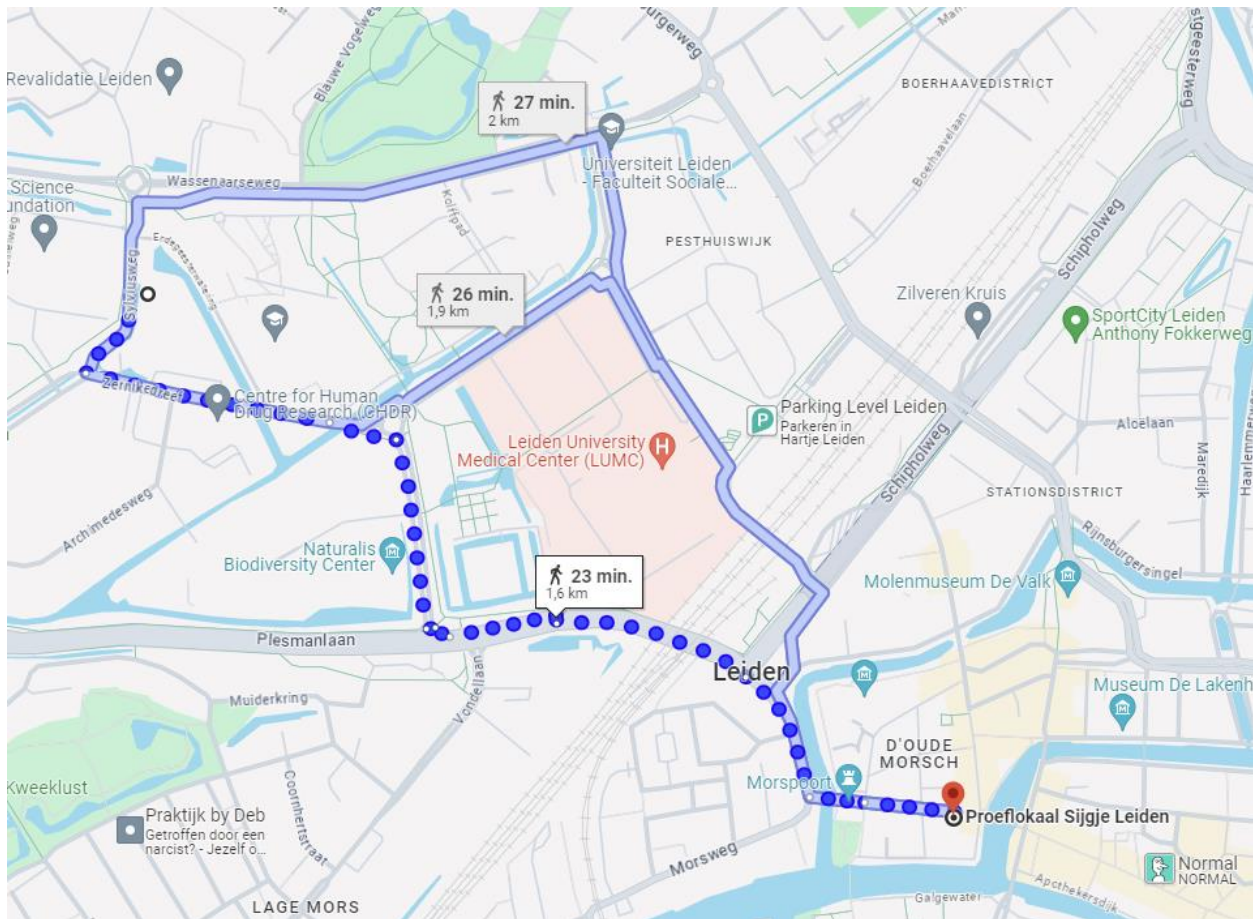 Revalidatie Leiden
Blauwe Vogelweg
burgerweg
27 min.
2 km
BOERHAAVEDISTRICT
Boerhaavelaan
Universiteit Leiden
- Faculteit Sociale...
Science
undation
Wassenaarseweg
Kolffpad
Schipholweg
PESTHUISWIJK
Sylviusweg
26 min.
1,9 km
Zilveren Kruis
SportCity Leiden
Anthony Fokkerweg
Zernikedreef
Centre for Human
Drug Research (CHDR)
Parking Level Leiden
Parkeren in
Hartje Leiden
Leiden University
Medical Center (LUMC)
Schipholweg
Aloëlaan
Maredijk
STATIONSDISTRICT
Archimedesweg
Naturalis
Biodiversity Center
Rijnsburgersingel
23 min.
1,6 km
Molenmuseum De Valk
Plesmanlaan
Leiden
Muiderkring
Vondellaan
Museum De Lakenh
D'OUDE
MORSCH
Morspoort
Kweeklust
Coornhertstraat
Praktijk by Deb
Getroffen door een
narcist? - Jezelf o...
Proeflokaal Sijgje Leiden
Morsweg
Normal
NORMAL
LAGE MORS
Galgewater
Apothekersdijk